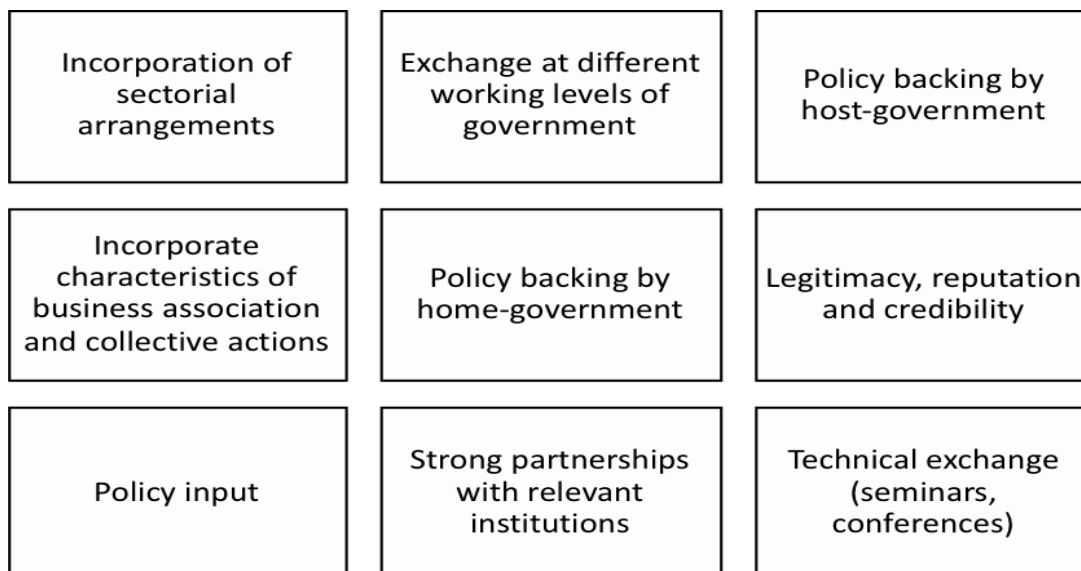 Incorporation of
sectorial
arrangements
Exchange at different
working levels of
government
Policy backing by
host-government
Incorporate
characteristics of
business association
and collective actions
Policy backing by
home-government
Legitimacy, reputation
and credibility
Policy input
Strong partnerships
with relevant
institutions
Technical exchange
(seminars,
conferences)